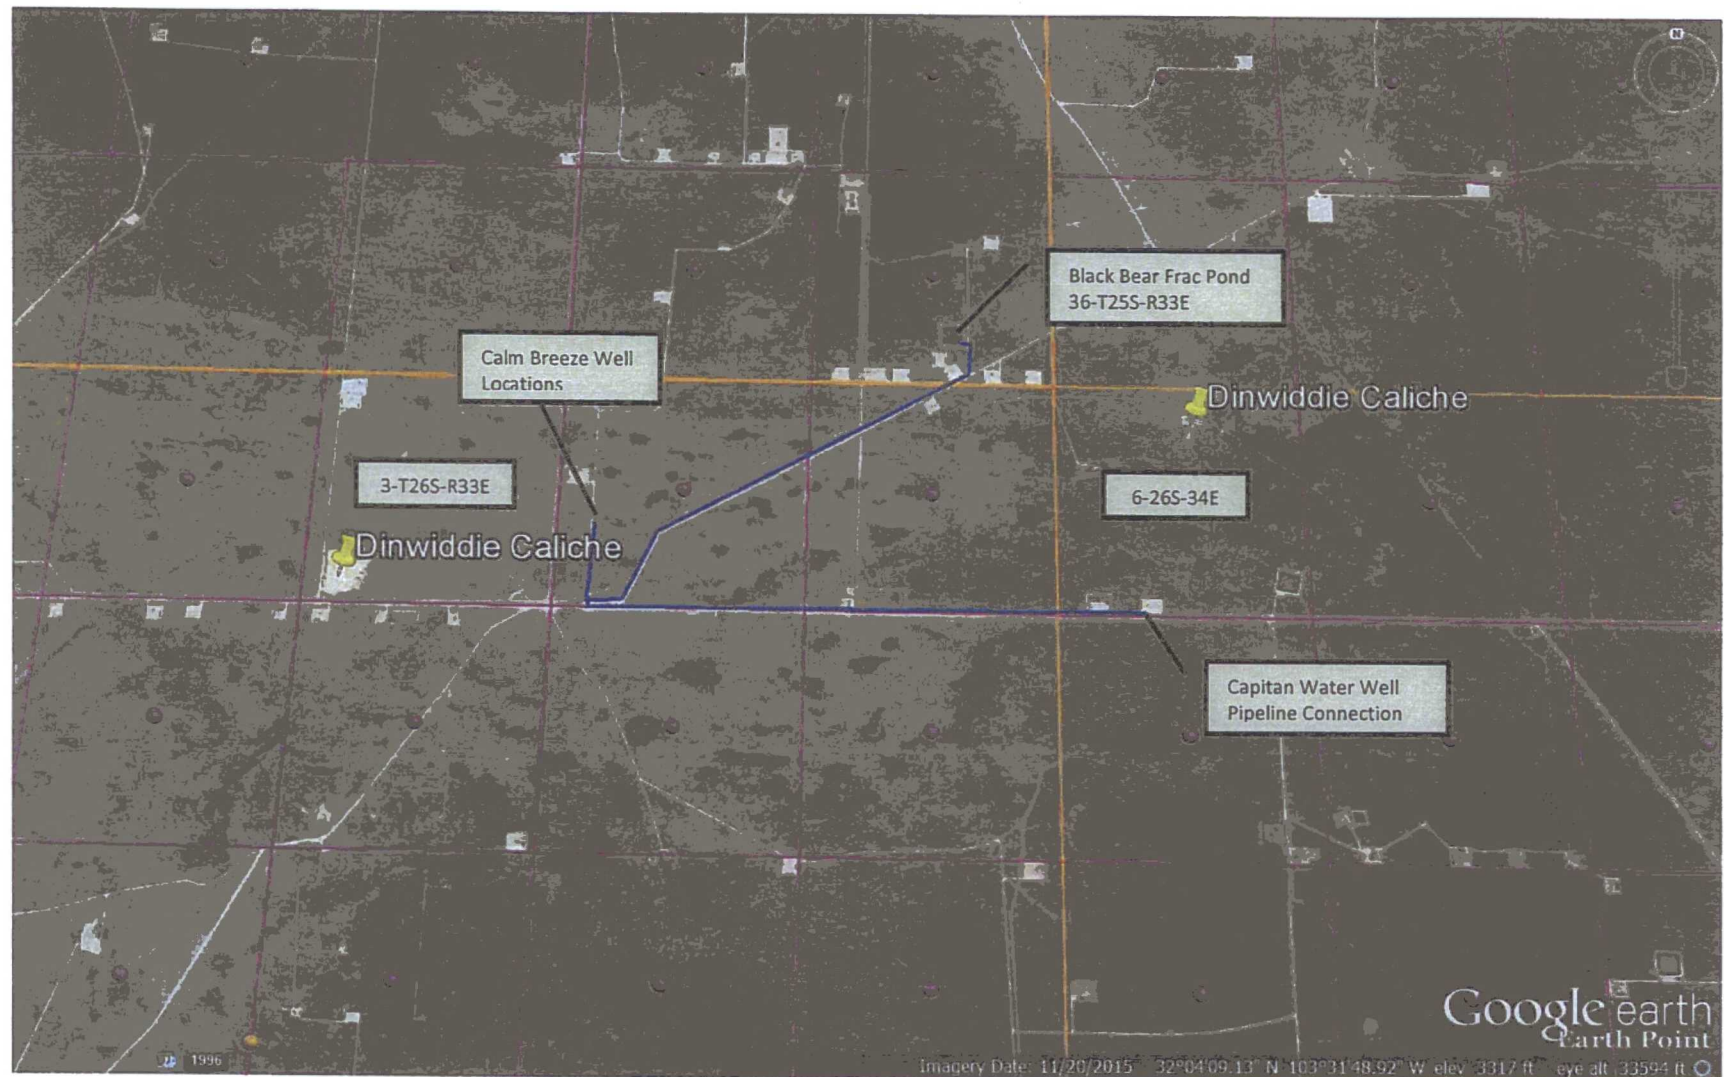 N
Black Bear Frac Pond
36-T25S-R33E
Calm Breeze Well
Locations
Dinwiddie Caliche
3-T26S-R33E
6-26S-34E
Dinwiddie Caliche
Capitan Water Well
Pipeline Connection
Google earth
Earth Point
1996
Imagery Date: 11/20/2015 32°04'09.13" N 103°31'48.92" W elev 3317 ft eye alt 33594 ft